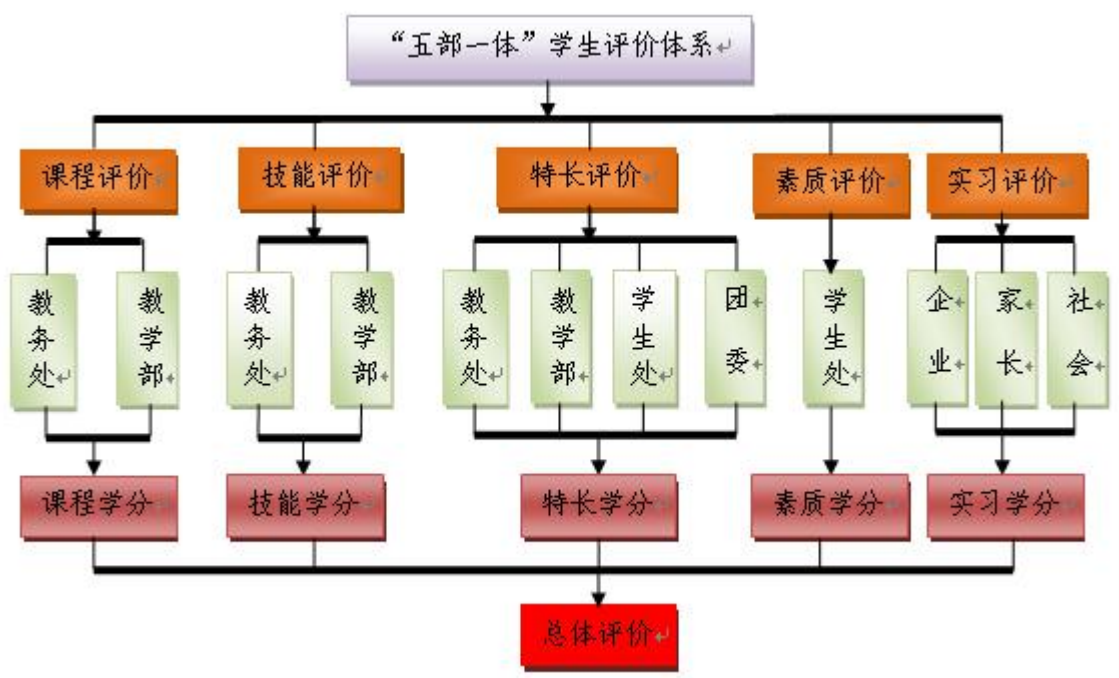 “五部一体”学生评价体系
课程评价
技能评价
特长评价
素质评价
实习评价
教务处
教学部
教务处
教学部
教务处
教学部
学生处
团委
学生处
企业
家长
社会
课程学分
技能学分
特长学分
素质学分
实习学分
总体评价